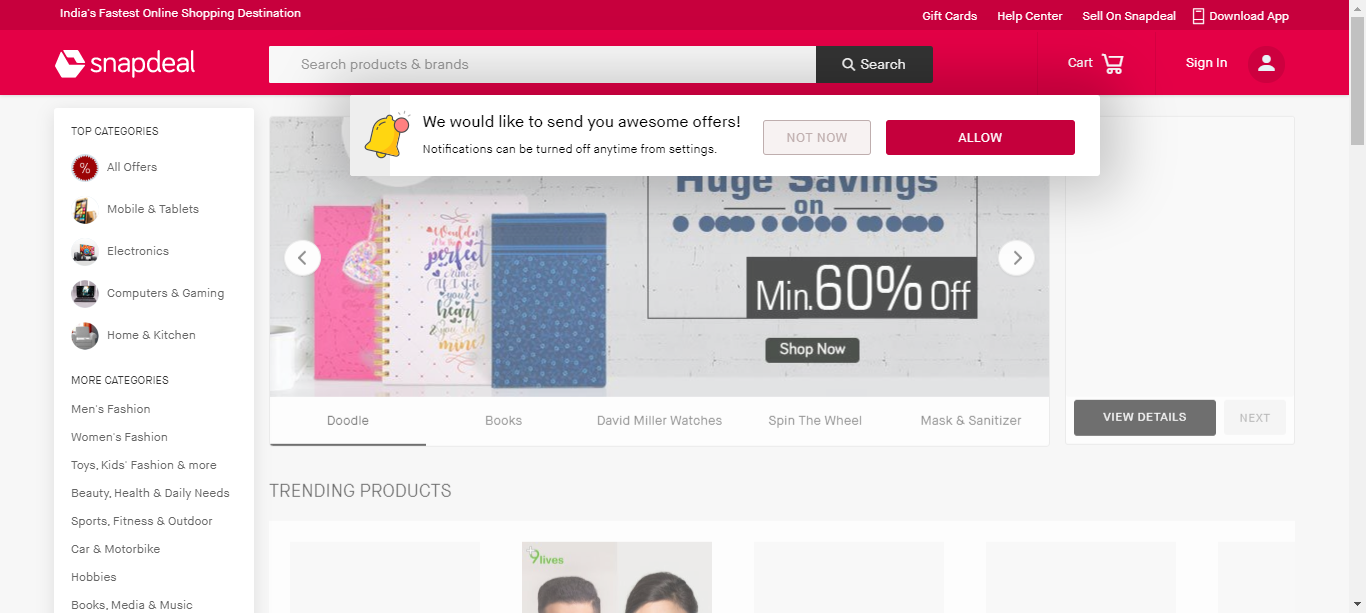 India's Fastest Online Shopping Destination
Gift Cards
Help Center
Sell On Snapdeal
Download App
snapdeal
Search products & brands
Search
Cart
Sign In
We would like to send you awesome offers!
Notifications can be turned off anytime from settings.
NOT NOW
ALLOW
TOP CATEGORIES
% All Offers
Mobile & Tablets
Electronics
Computers & Gaming
Home & Kitchen
MORE CATEGORIES
Men's Fashion
Women's Fashion
Toys, Kids' Fashion & more
Beauty, Health & Daily Needs
Sports, Fitness & Outdoor
Car & Motorbike
Hobbies
Books, Media & Music
Huge Savings
on
Min. 60% Off
Shop Now
perfect
crime
If I stole
your
heart
& you stole
mine?
Doodle
Books
David Miller Watches
Spin The Wheel
Mask & Sanitizer
VIEW DETAILS
NEXT
TRENDING PRODUCTS
9lives